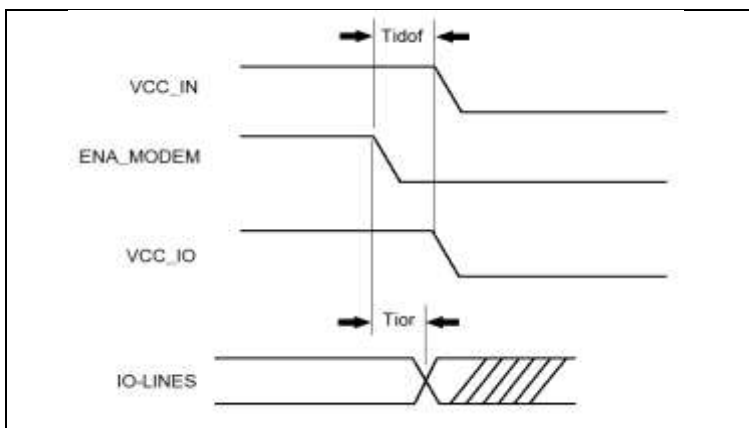 Tidof
VCC_IN
ENA_MODEM
VCC_IO
Tior
IO-LINES